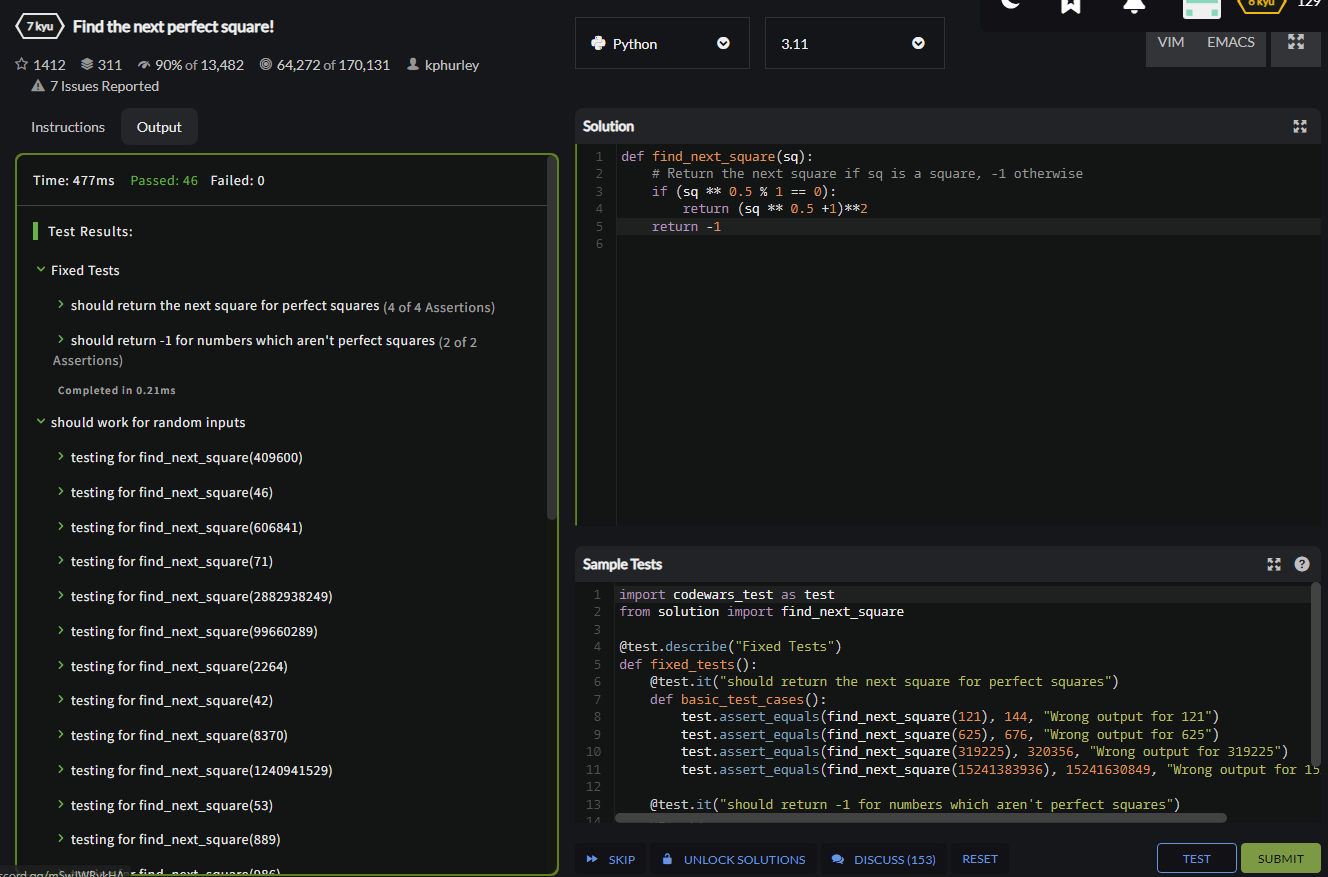 7 kyu Find the next perfect square!
1412 311 90% of 13,482 64,272 of 170,131 kphurley
7 Issues Reported
Instructions Output
Time: 477ms Passed: 46 Failed: 0
Test Results:
Fixed Tests
should return the next square for perfect squares (4 of 4 Assertions)
should return -1 for numbers which aren't perfect squares (2 of 2
Assertions)
Completed in 0.21ms
should work for random inputs
testing for find_next_square(409600)
testing for find_next_square(46)
testing for find_next_square(606841)
testing for find_next_square(71)
testing for find_next_square(2882938249)
testing for find_next_square(99660289)
testing for find_next_square(2264)
testing for find_next_square(42)
testing for find_next_square(8370)
testing for find_next_square(1240941529)
testing for find_next_square(53)
testing for find_next_square(889)
testing for find_next_square(986)
6 kyu 129
Python 3.11
VIM EMACS
Solution
1 def find_next_square(sq):
2 # Return the next square if sq is a square, -1 otherwise
3 if (sq ** 0.5 % 1 == 0):
4 return (sq ** 0.5 +1)**2
5 return -1
6
Sample Tests
1 import codewars_test as test
2 from solution import find_next_square
3
4 @test.describe("Fixed Tests")
5 def fixed_tests():
6 @test.it("should return the next square for perfect squares")
7 def basic_test_cases():
8 test.assert_equals(find_next_square(121), 144, "Wrong output for 121")
9 test.assert_equals(find_next_square(625), 676, "Wrong output for 625")
10 test.assert_equals(find_next_square(319225), 320356, "Wrong output for 319225")
11 test.assert_equals(find_next_square(15241383936), 15241630849, "Wrong output for 15
12
13 @test.it("should return -1 for numbers which aren't perfect squares")
14
SKIP UNLOCK SOLUTIONS DISCUSS (153) RESET TEST SUBMIT